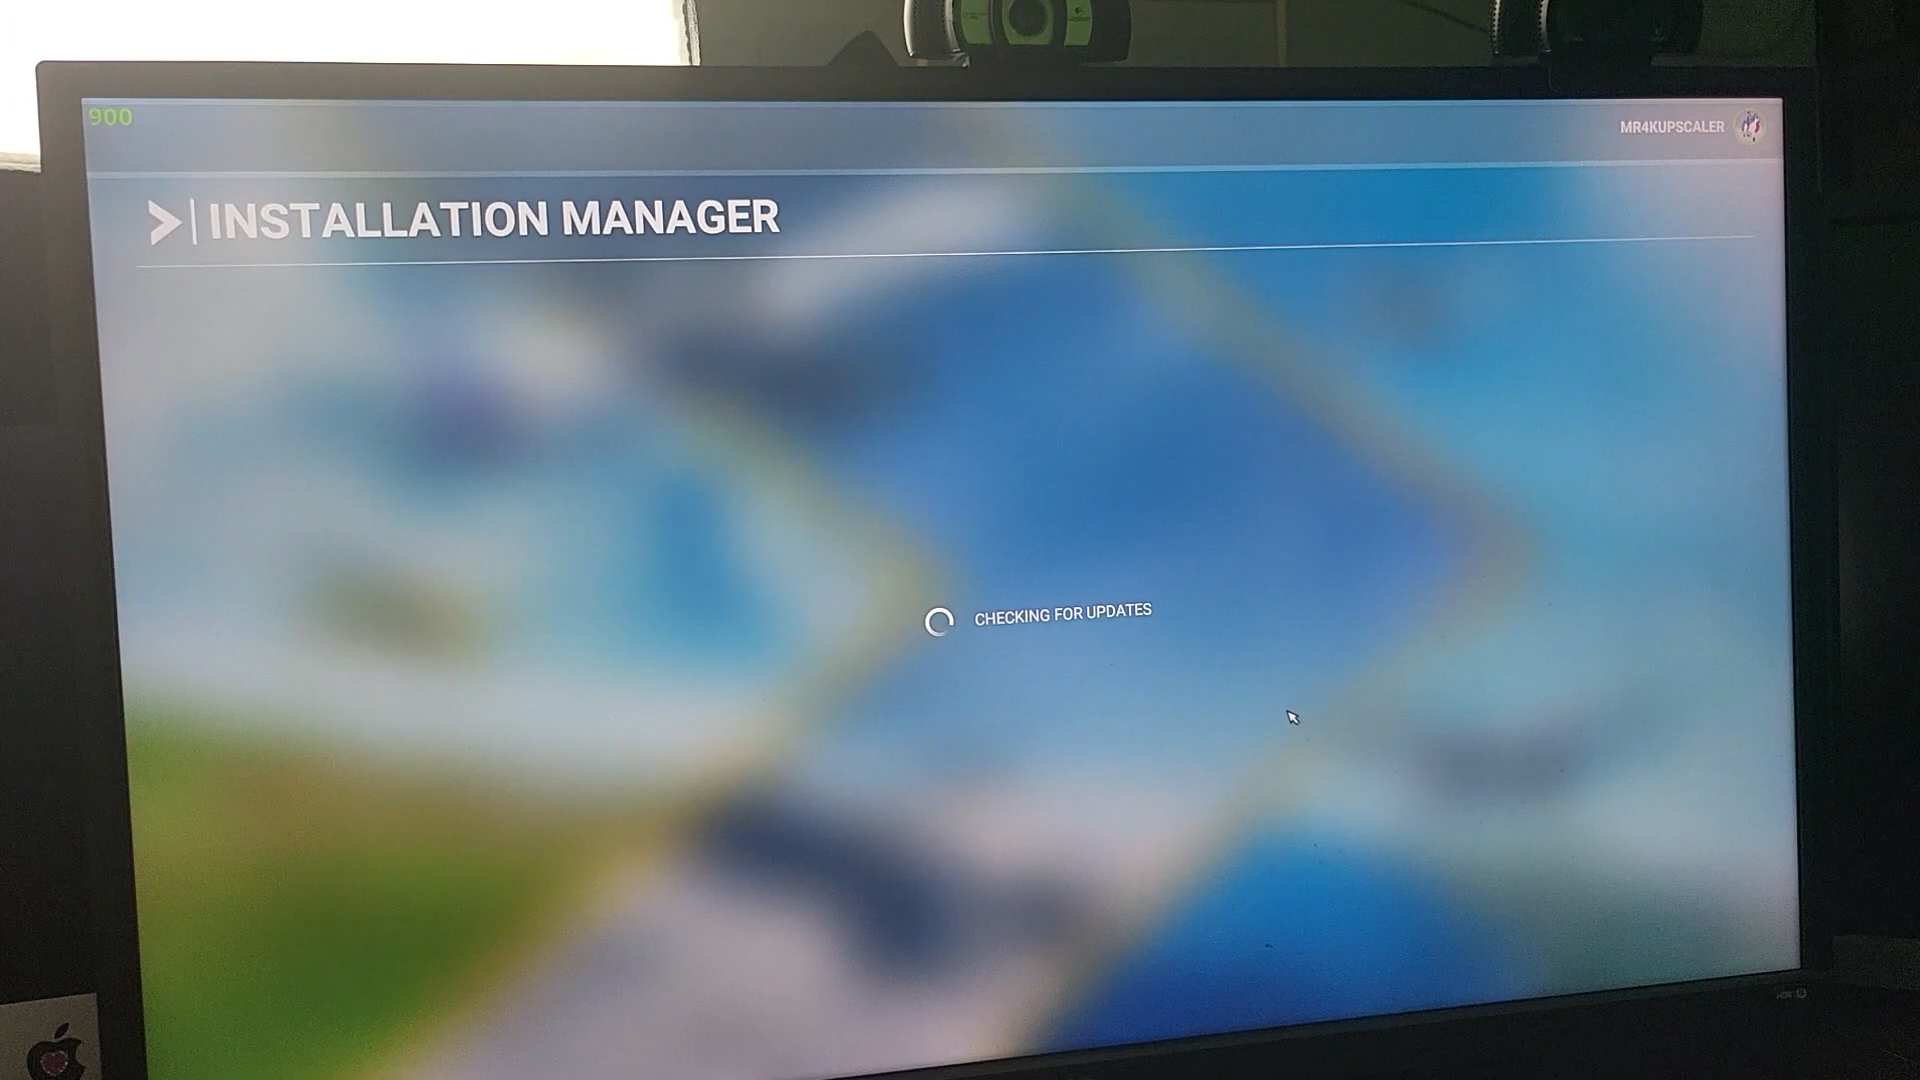 900
MR4KUPSCALER
INSTALLATION MANAGER
CHECKING FOR UPDATES